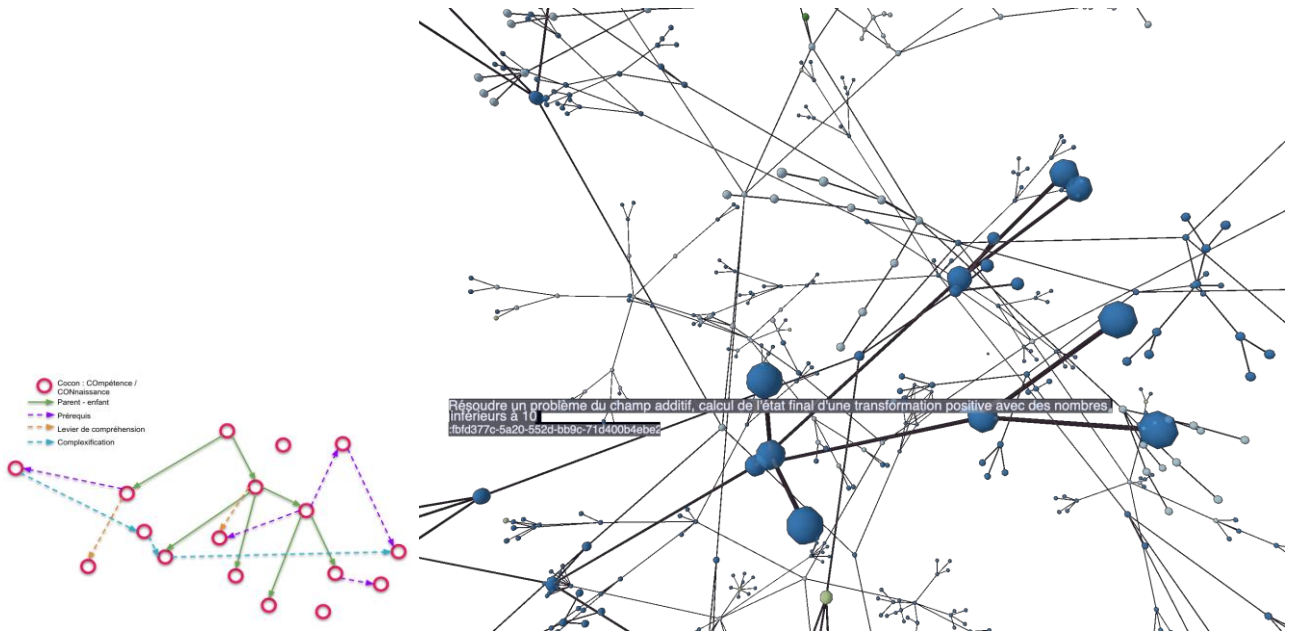 Cocon : COmpétence /
CONnaissance
Parent - enfant
Prérequis
Levier de compréhension
Complexification
Résoudre un problème du champ additif, calcul de l'état final d'une transformation positive avec des nombres
inférieurs à 10
fbfd377c-5a20-552d-bb9c-71d400b4ebe2